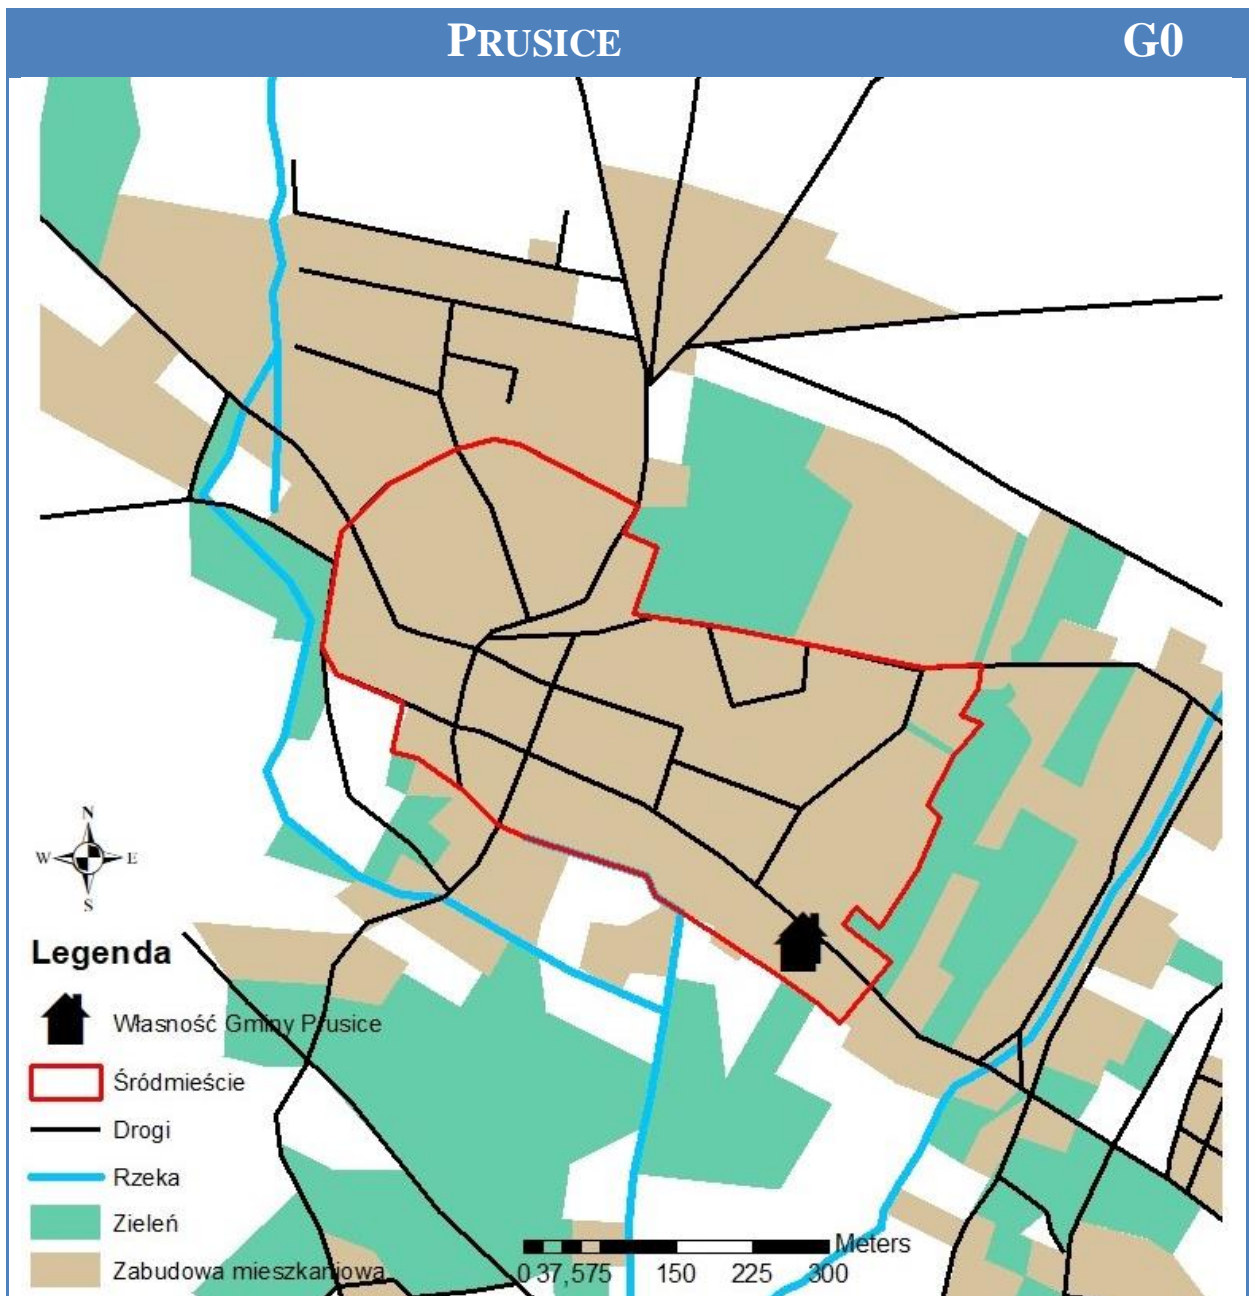 PRUSICE G0
N
W E
S
Legenda
Własność Gminy Prusice
Śródmieście
Drogi
Rzeka
Zieleń
Zabudowa mieszkaniowa
Meters
0 37,575 150 225 300